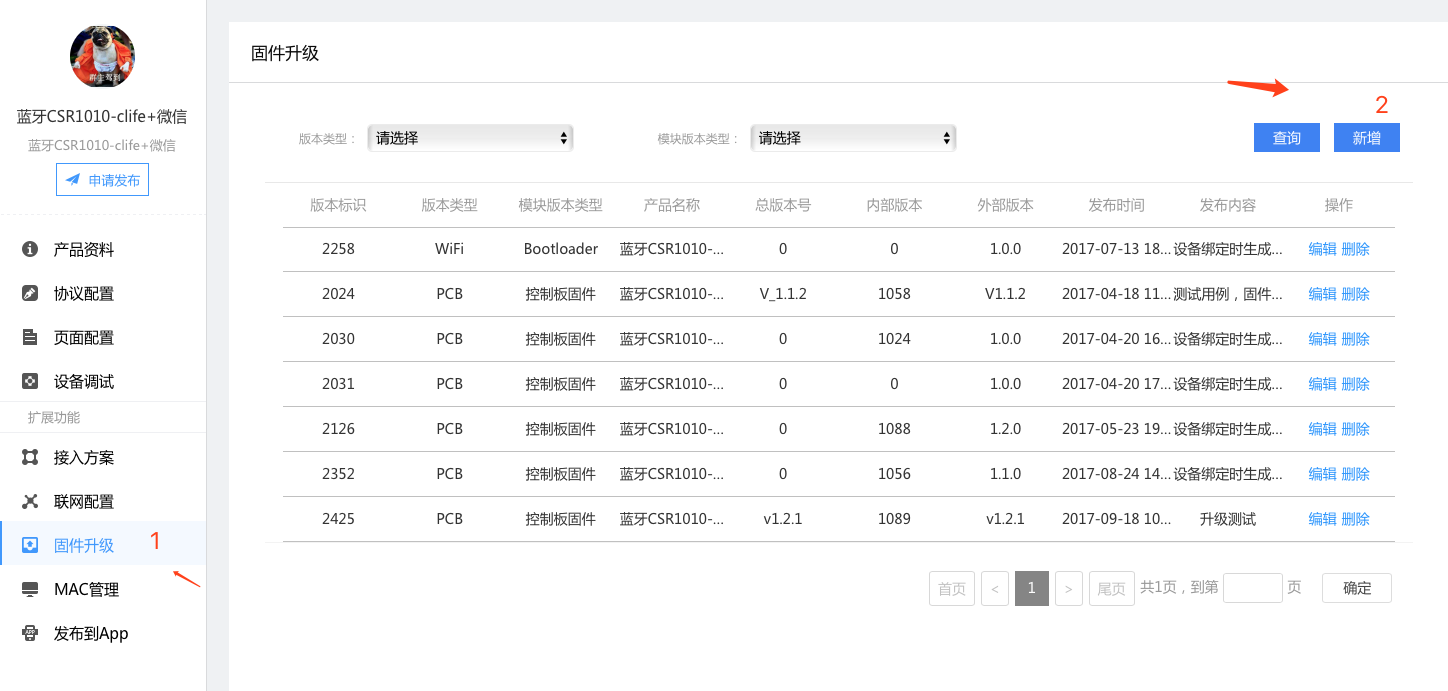 群主驾到
蓝牙CSR1010-clife+微信
蓝牙CSR1010-clife+微信
申请发布
产品资料
协议配置
页面配置
设备调试
扩展功能
接入方案
联网配置
固件升级 1
MAC管理
发布到App
固件升级
2
版本类型： 请选择 模块版本类型： 请选择 查询 新增
版本标识 版本类型 模块版本类型 产品名称 总版本号 内部版本 外部版本 发布时间 发布内容 操作
2258 WiFi Bootloader 蓝牙CSR1010-... 0 0 1.0.0 2017-07-13 18... 设备绑定时生成... 编辑 删除
2024 PCB 控制板固件 蓝牙CSR1010-... V_1.1.2 1058 V1.1.2 2017-04-18 11... 测试用例，固件... 编辑 删除
2030 PCB 控制板固件 蓝牙CSR1010-... 0 1024 1.0.0 2017-04-20 16... 设备绑定时生成... 编辑 删除
2031 PCB 控制板固件 蓝牙CSR1010-... 0 0 1.0.0 2017-04-20 17... 设备绑定时生成... 编辑 删除
2126 PCB 控制板固件 蓝牙CSR1010-... 0 1088 1.2.0 2017-05-23 19... 设备绑定时生成... 编辑 删除
2352 PCB 控制板固件 蓝牙CSR1010-... 0 1056 1.1.0 2017-08-24 14... 设备绑定时生成... 编辑 删除
2425 PCB 控制板固件 蓝牙CSR1010-... v1.2.1 1089 v1.2.1 2017-09-18 10... 升级测试 编辑 删除
首页 < 1 > 尾页 共1页，到第 页 确定